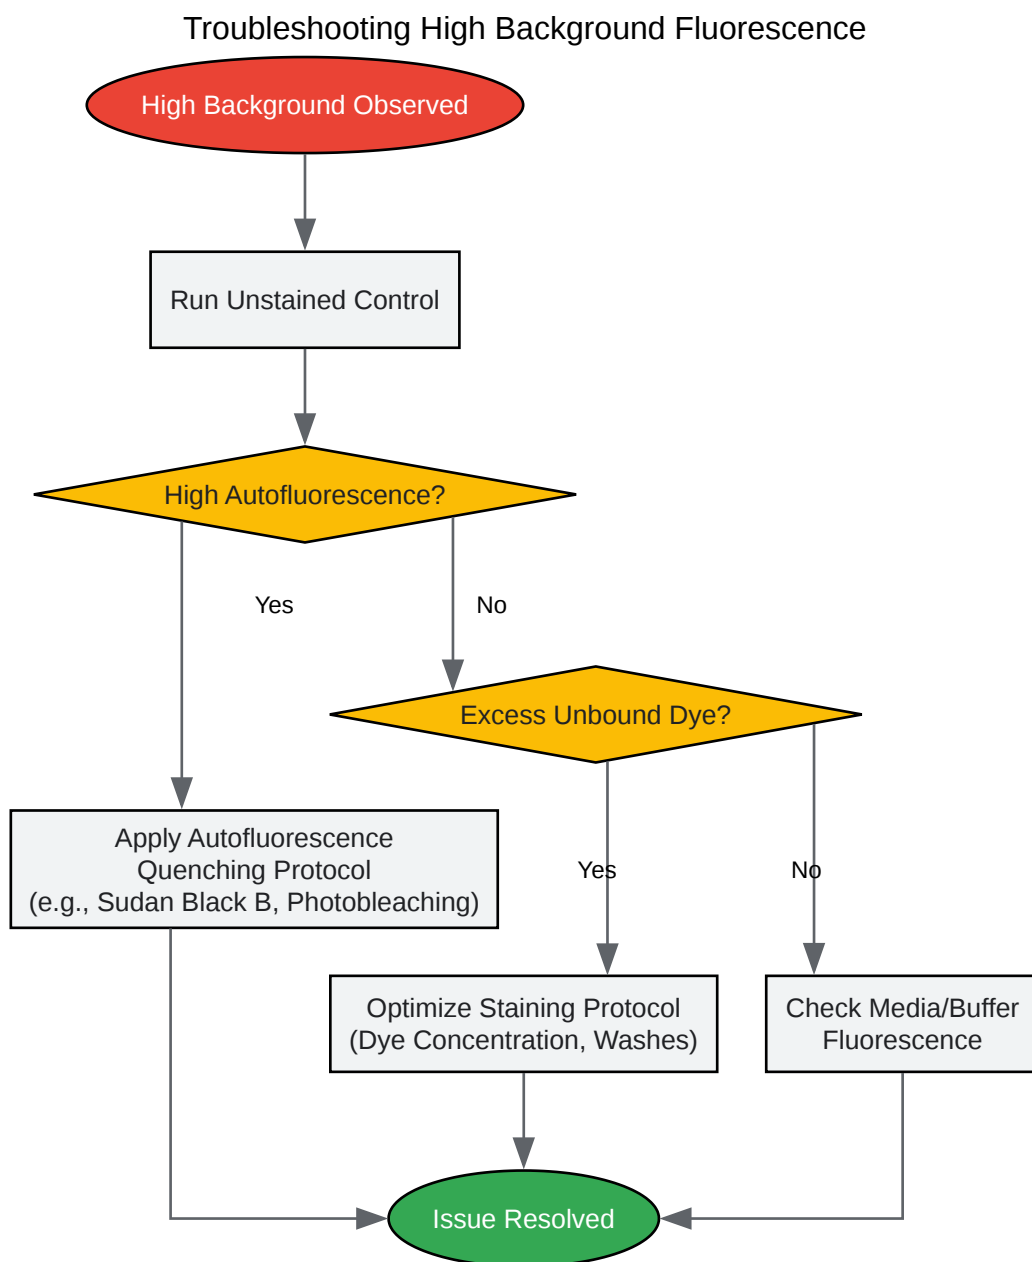 Troubleshooting High Background Fluorescence
High Background Observed
Run Unstained Control
High Autofluorescence?
Yes
No
Excess Unbound Dye?
Apply Autofluorescence
Quenching Protocol
(e.g., Sudan Black B, Photobleaching)
Yes
No
Optimize Staining Protocol
(Dye Concentration, Washes)
Check Media/Buffer
Fluorescence
Issue Resolved